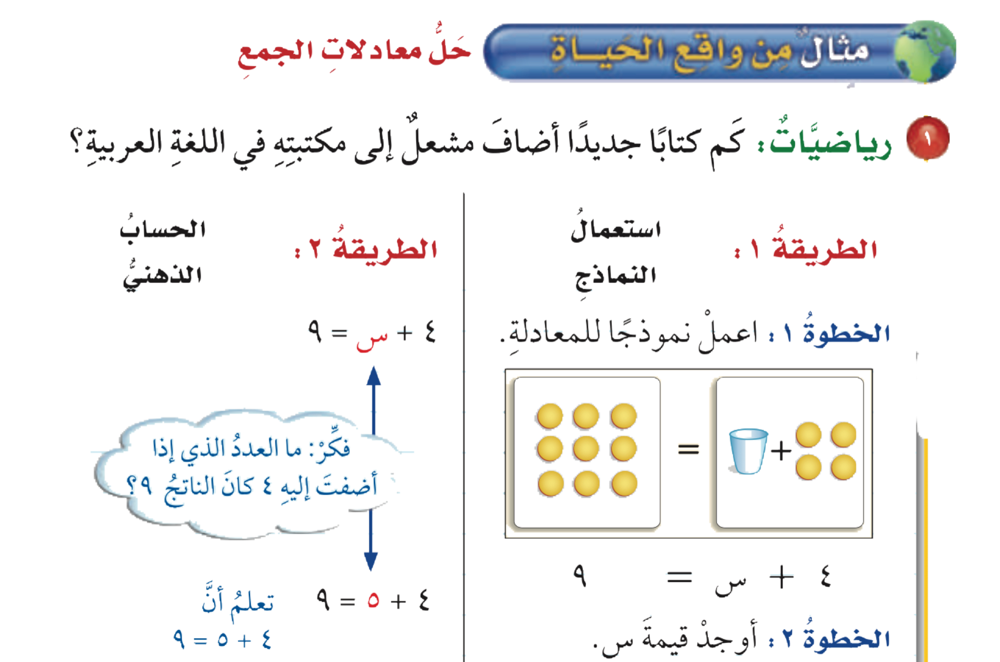 مثالٌ مِن واقِعِ الحَيــاةِ
حَلُّ معادلاتِ الجمعِ
١
رياضيَّاتٌ: كَم كتابًا جديدًا أضافَ مشعلٌ إلى مكتبتِهِ في اللغةِ العربيةِ؟
الطريقةُ ١: استعمالُ
النماذجِ
الخطوةُ ١: اعملْ نموذجًا للمعادلةِ.
+ =
٤ + س = ٩
الخطوةُ ٢: أوجدْ قيمةَ س.
الطريقةُ ٢: الحسابُ
الذهنيُّ
٤ + س = ٩
فكِّرْ: ما العددُ الذي إذا
أضفتَ إليهِ ٤ كانَ الناتجُ ٩؟
٤ + ٥ = ٩
تعلمُ أنَّ
٤ + ٥ = ٩